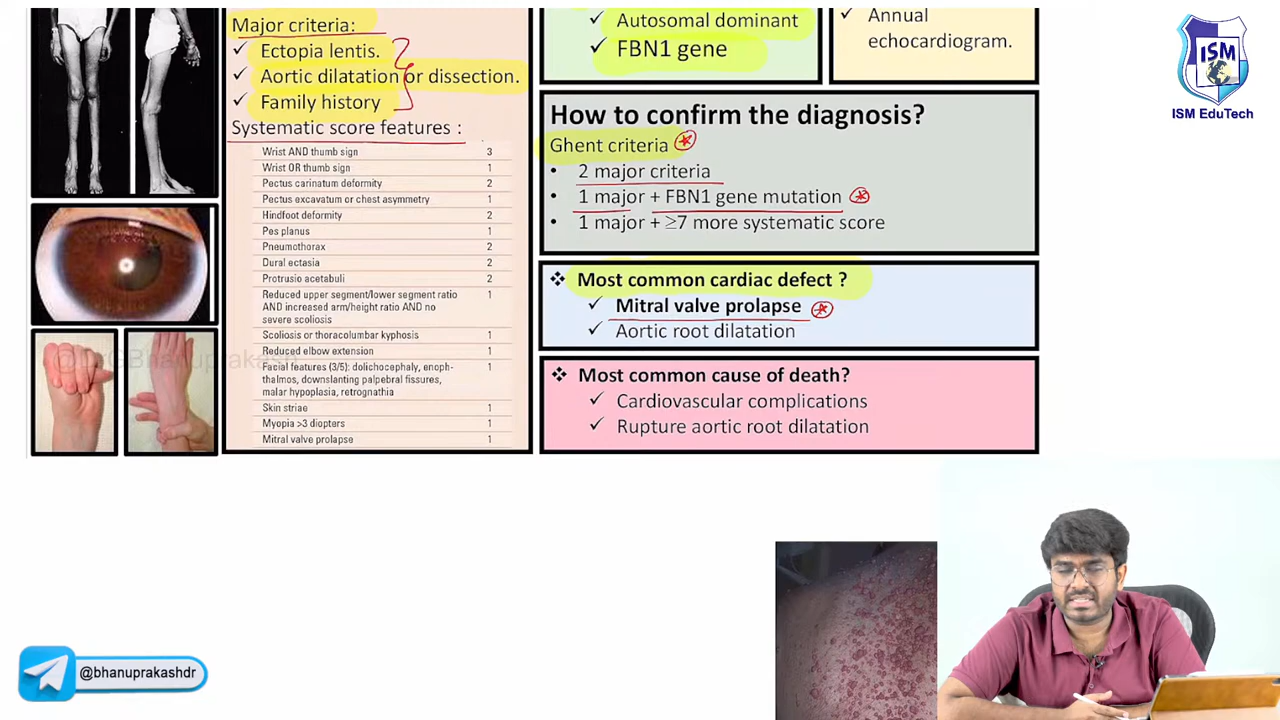 Major criteria:
✓ Ectopia lentis.
✓ Aortic dilatation or dissection.
✓ Family history
Systematic score features :
Wrist AND thumb sign 3
Wrist OR thumb sign 1
Pectus carinatum deformity 2
Pectus excavatum or chest asymmetry 1
Hindfoot deformity 2
Pes planus 1
Pneumothorax 2
Dural ectasia 2
Protrusio acetabuli 2
Reduced upper segment/lower segment ratio 1
AND increased arm/height ratio AND no
severe scoliosis
Scoliosis or thoracolumbar kyphosis 1
Reduced elbow extension 1
Facial features (3/5): dolichocephaly, enoph- 1
thalmos, downslanting palpebral fissures,
malar hypoplasia, retrognathia
Skin striae 1
Myopia >3 diopters 1
Mitral valve prolapse 1
✓ Autosomal dominant
✓ FBN1 gene
✓ Annual
echocardiogram.
How to confirm the diagnosis?
Ghent criteria
• 2 major criteria
• 1 major + FBN1 gene mutation
• 1 major + ≥7 more systematic score
❖ Most common cardiac defect ?
✓ Mitral valve prolapse
✓ Aortic root dilatation
❖ Most common cause of death?
✓ Cardiovascular complications
✓ Rupture aortic root dilatation
ISM
ISM EduTech
@bhanuprakashdr